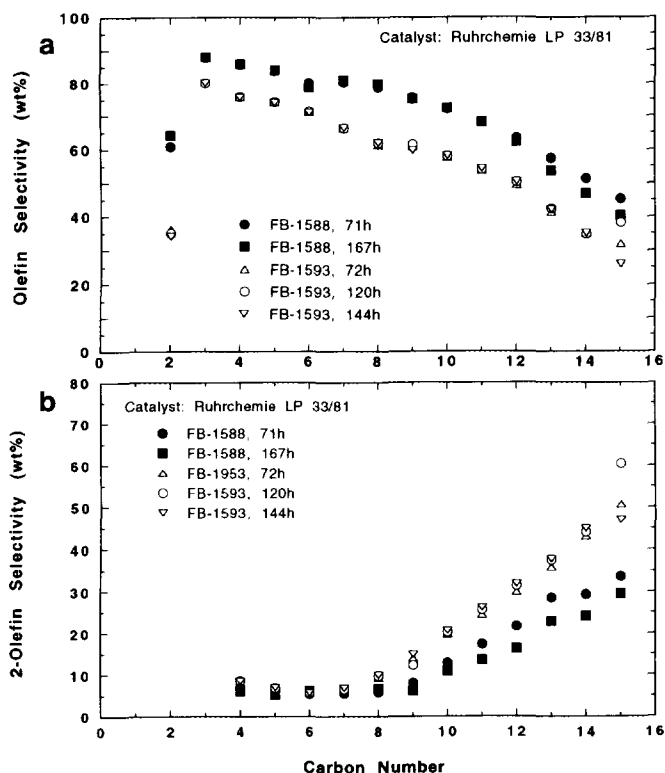 a
Catalyst: Ruhrchemie LP 33/81
Olefin Selectivity (wt%)
100
80
60
40
20
0
FB-1588, 71h
FB-1588, 167h
FB-1593, 72h
FB-1593, 120h
FB-1593, 144h
0 2 4 6 8 10 12 14 16
b
Catalyst: Ruhrchemie LP 33/81
2-Olefin Selectivity (wt%)
80
70
60
50
40
30
20
10
0
FB-1588, 71h
FB-1588, 167h
FB-1953, 72h
FB-1593, 120h
FB-1593, 144h
0 2 4 6 8 10 12 14 16
Carbon Number